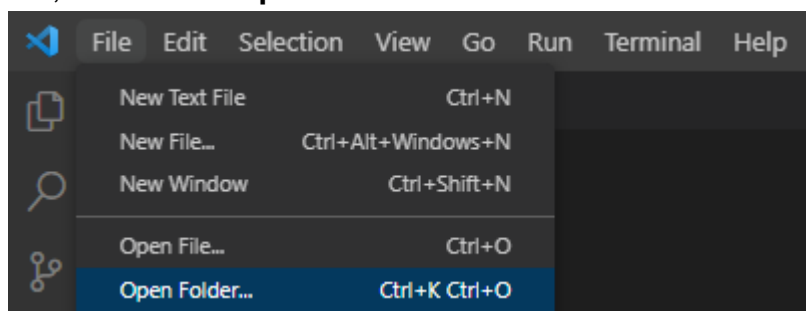 File Edit Selection View Go Run Terminal Help
New Text File Ctrl+N
New File... Ctrl+Alt+Windows+N
New Window Ctrl+Shift+N
Open File... Ctrl+O
Open Folder... Ctrl+K Ctrl+O